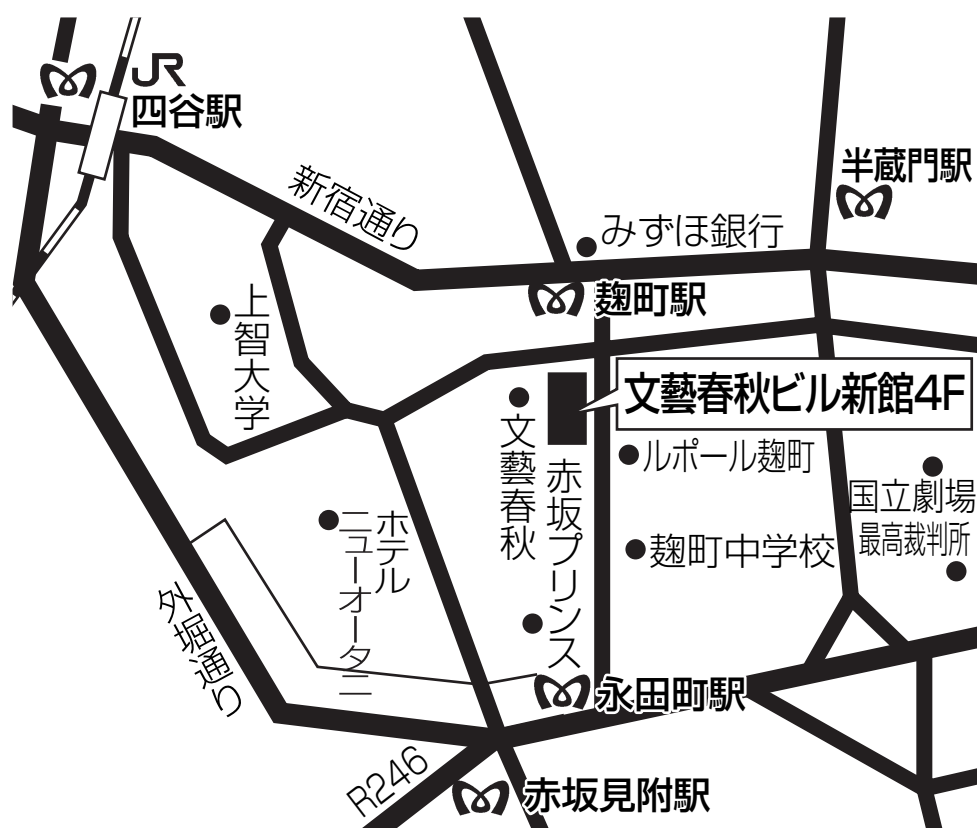 JR
四谷駅
半蔵門駅
新宿通り
みずほ銀行
麹町駅
上智大学
文藝春秋ビル新館4F
文藝春秋
赤坂プリンス
ルポール麹町
国立劇場
最高裁判所
麹町中学校
ホテル
ニューオータニ
外堀通り
永田町駅
R246
赤坂見附駅